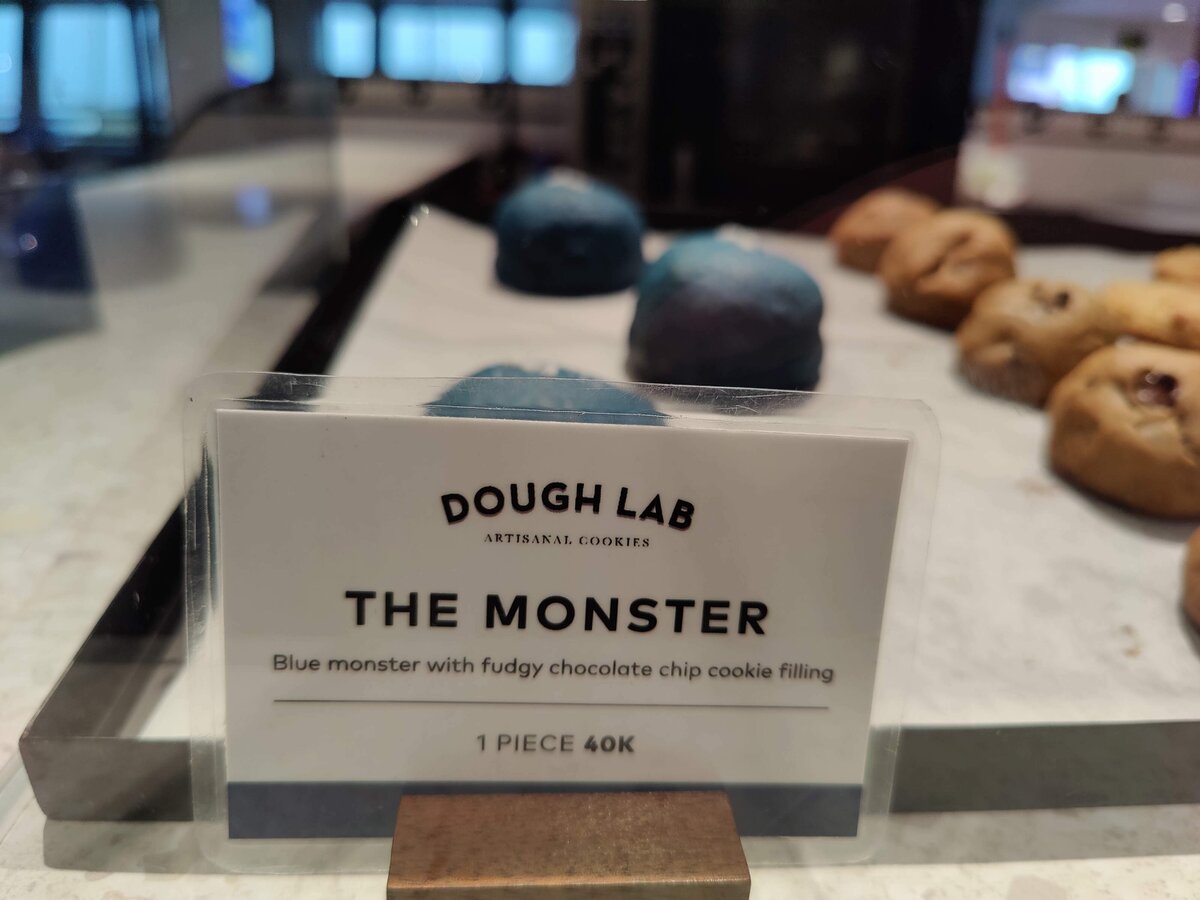 DOUGH LAB
ARTISANAL COOKIES
THE MONSTER
Blue monster with fudgy chocolate chip cookie filling
1 PIECE 40K